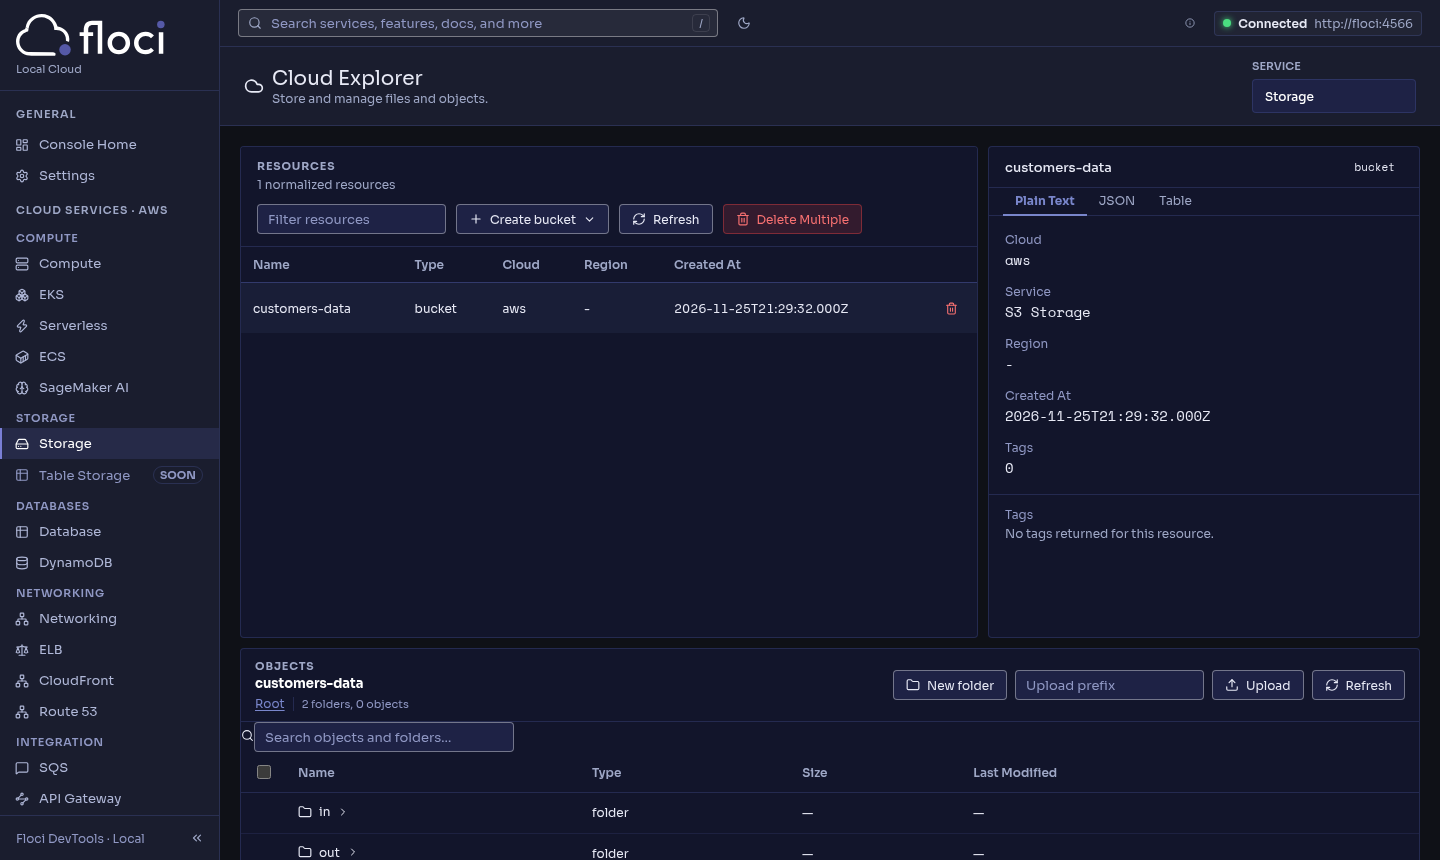 floci
Local Cloud
GENERAL
Console Home
Settings
CLOUD SERVICES · AWS
COMPUTE
Compute
EKS
Serverless
ECS
SageMaker AI
STORAGE
Storage
Table Storage SOON
DATABASES
Database
DynamoDB
NETWORKING
Networking
ELB
CloudFront
Route 53
INTEGRATION
SQS
API Gateway
Floci DevTools · Local
Search services, features, docs, and more /
Connected http://floci:4566
Cloud Explorer
Store and manage files and objects.
SERVICE
Storage
RESOURCES
1 normalized resources
Filter resources Create bucket Refresh Delete Multiple
Name Type Cloud Region Created At
customers-data bucket aws - 2026-11-25T21:29:32.000Z
customers-data bucket
Plain Text JSON Table
Cloud
aws
Service
S3 Storage
Region
-
Created At
2026-11-25T21:29:32.000Z
Tags
0
Tags
No tags returned for this resource.
OBJECTS
customers-data
Root 2 folders, 0 objects
New folder Upload prefix Upload Refresh
Search objects and folders...
Name Type Size Last Modified
in folder — —
out folder — —